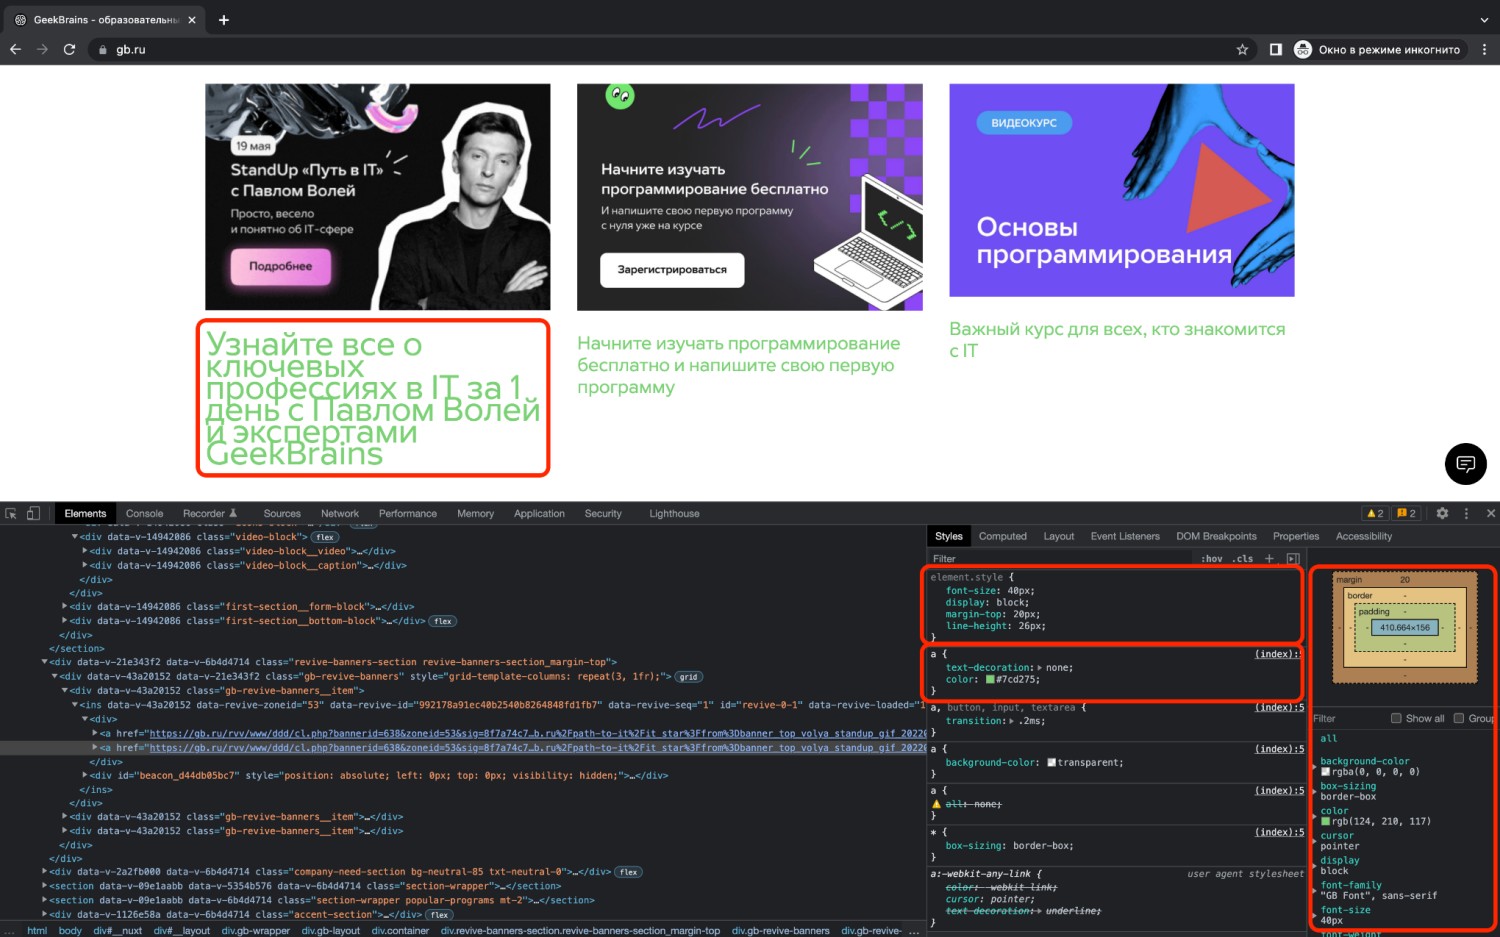 GeekBrains - образовательны
gb.ru
Окно в режиме инкогнито
19 мая
StandUp «Путь в IT»
с Павлом Волей
Просто, весело
и понятно об IT-сфере
Подробнее
Начните изучать
программирование бесплатно
И напишите свою первую программу
с нуля уже на курсе
Зарегистрироваться
</>
ВИДЕОКУРС
Основы
программирования
Узнайте все о
ключевых
профессиях в IT за 1
день с Павлом Волей
и экспертами
GeekBrains
Начните изучать программирование
бесплатно и напишите свою первую
программу
Важный курс для всех, кто знакомится
с IT
Elements Console Recorder Sources Network Performance Memory Application Security Lighthouse 2 2
<div data-v-14942086 class="video-block"> flex
<div data-v-14942086 class="video-block__video">…</div>
<div data-v-14942086 class="video-block__caption">…</div>
</div>
</div>
<div data-v-14942086 class="first-section__form-block">…</div>
<div data-v-14942086 class="first-section__bottom-block">…</div> flex
</div>
</section>
<div data-v-21e343f2 data-v-6b4d4714 class="revive-banners-section revive-banners-section_margin-top">
<div data-v-43a20152 data-v-21e343f2 class="gb-revive-banners" style="grid-template-columns: repeat(3, 1fr);"> grid
<div data-v-43a20152 class="gb-revive-banners__item">
<ins data-v-43a20152 data-revive-zoneid="53" data-revive-id="992178a91ec40b2540b8264848fd1fb7" data-revive-seq="1" id="revive-0-1" data-revive-loaded="1
<div>
<a href="https://gb.ru/rvv/www/ddd/cl.php?bannerid=638&zoneid=53&sig=8f7a74c7…b.ru%2Fpath-to-it%2Fit_star%3Ffrom%3Dbanner_top_volya_standup_gif_2022
<a href="https://gb.ru/rvv/www/ddd/cl.php?bannerid=638&zoneid=53&sig=8f7a74c7…b.ru%2Fpath-to-it%2Fit_star%3Ffrom%3Dbanner_top_volya_standup_gif_2022
</div>
<div id="beacon_d44db05bc7" style="position: absolute; left: 0px; top: 0px; visibility: hidden;">…</div>
</ins>
</div>
<div data-v-43a20152 class="gb-revive-banners__item">…</div>
<div data-v-43a20152 class="gb-revive-banners__item">…</div>
</div>
</div>
<div data-v-2a2fb000 data-v-6b4d4714 class="company-need-section bg-neutral-85 txt-neutral-0">…</div> flex
<section data-v-09e1aabb data-v-5354b576 data-v-6b4d4714 class="section-wrapper">…</section>
<section data-v-09e1aabb data-v-6b4d4714 class="section-wrapper popular-programs mt-2">…</section>
<div data-v-1126e58a data-v-6b4d4714 class="accent-section">…</div> flex
… html body div#__nuxt div#__layout div.gb-wrapper div.gb-layout div.container div.revive-banners-section.revive-banners-section_margin-top div.gb-revive-banners div.gb-revive- …
Styles Computed Layout Event Listeners DOM Breakpoints Properties Accessibility
Filter :hov .cls +
element.style {
font-size: 40px;
display: block;
margin-top: 20px;
line-height: 26px;
}
a { (index):5
text-decoration: none;
color: #7cd275;
}
a, button, input, textarea { (index):5
transition: .2ms;
}
a { (index):5
background-color: transparent;
}
a { (index):5
all: none;
}
* { (index):5
box-sizing: border-box;
}
a:-webkit-any-link { user agent stylesheet
color: -webkit-link;
cursor: pointer;
text-decoration: underline;
}
margin 20
border -
padding -
- - - 410.664×156 - - -
-
-
-
Filter Show all Group
all
background-color
rgba(0, 0, 0, 0)
box-sizing
border-box
color
rgb(124, 210, 117)
cursor
pointer
display
block
font-family
"GB Font", sans-serif
font-size
40px